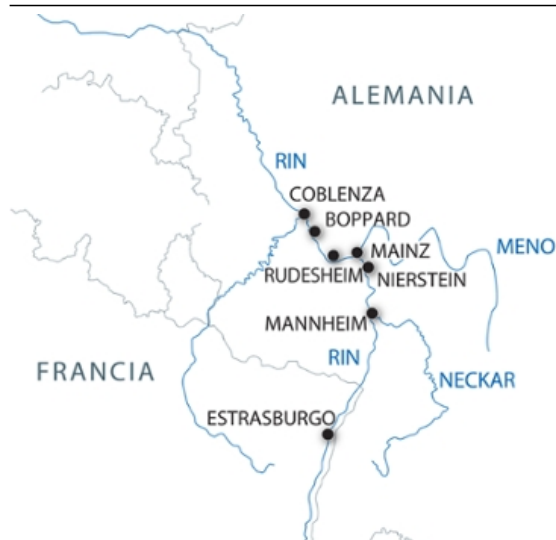 ALEMANIA
RIN
COBLENZA
BOPPARD
MAINZ
MENO
RUDESHEIM
NIERSTEIN
MANNHEIM
RIN
FRANCIA
NECKAR
ESTRASBURGO